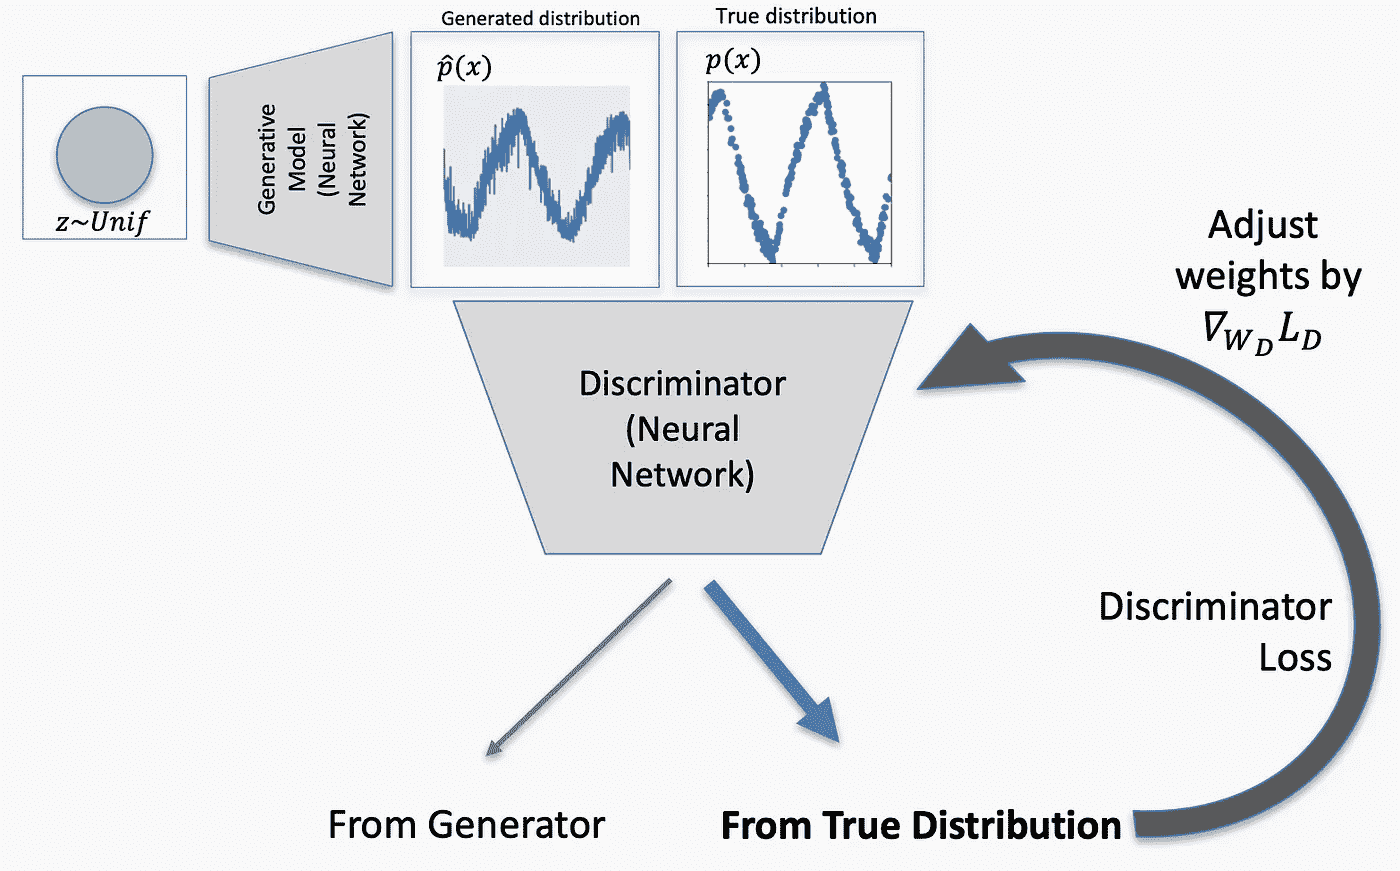 Generated distribution
True distribution
p̂(x)
p(x)
z~Unif
Generative
Model
(Neural
Network)
Discriminator
(Neural
Network)
Adjust
weights by
∇_{W_D} L_D
Discriminator
Loss
From Generator
From True Distribution